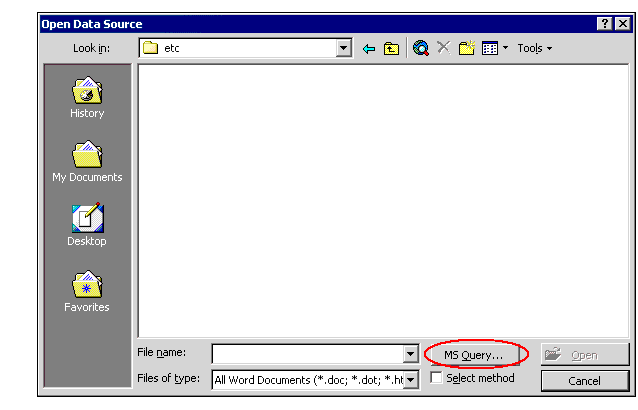 Open Data Source
Look in: etc Tools
History
My Documents
Desktop
Favorites
File name: MS Query... Open
Files of type: All Word Documents (*.doc; *.dot; *.ht Select method Cancel